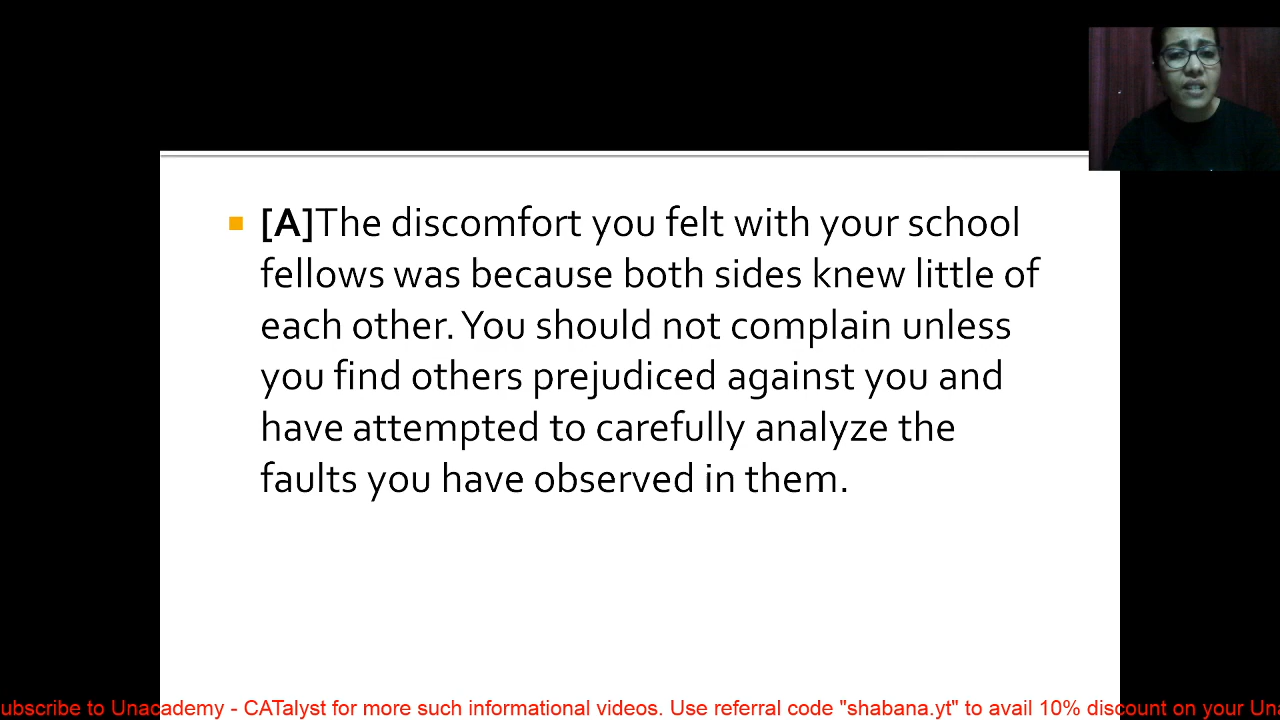 [A]The discomfort you felt with your school
fellows was because both sides knew little of
each other. You should not complain unless
you find others prejudiced against you and
have attempted to carefully analyze the
faults you have observed in them.
ubscribe to Unacademy - CATalyst for more such informational videos. Use referral code "shabana.yt" to avail 10% discount on your Una